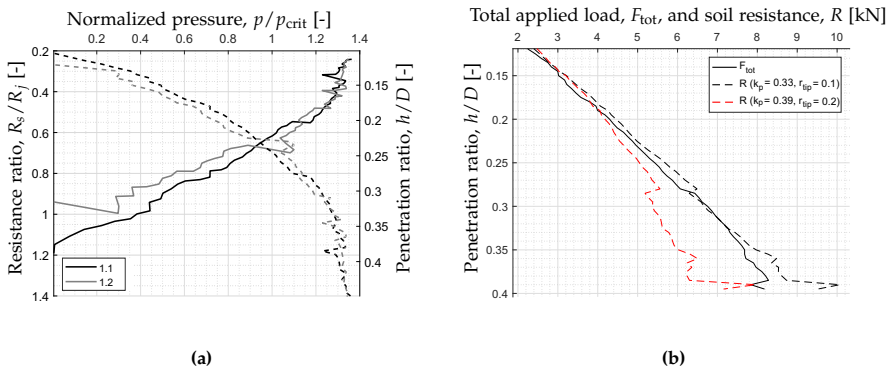 Normalized pressure, p/p_crit [-]
0.2 0.4 0.6 0.8 1 1.2 1.4
Resistance ratio, R_s/R_j [-]
0.2
0.4
0.6
0.8
1
1.2
1.4
Penetration ratio, h/D [-]
0.15
0.2
0.25
0.3
0.35
0.4
1.1
1.2
(a)
Total applied load, F_tot, and soil resistance, R [kN]
2 3 4 5 6 7 8 9 10
Penetration ratio, h/D [-]
0.15
0.2
0.25
0.3
0.35
0.4
F_tot
R (k_p = 0.33, r_tip = 0.1)
R (k_p = 0.39, r_tip = 0.2)
(b)